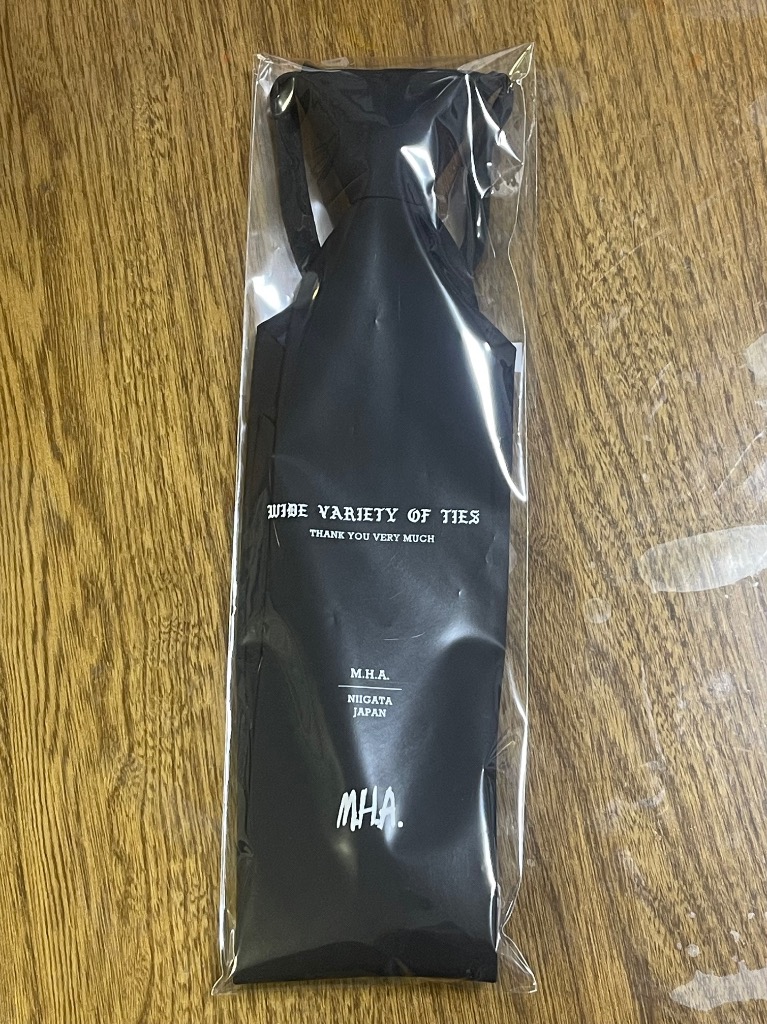 WIDE VARIETY OF TIES
THANK YOU VERY MUCH
M.H.A.
NIIGATA
JAPAN
M.H.A.